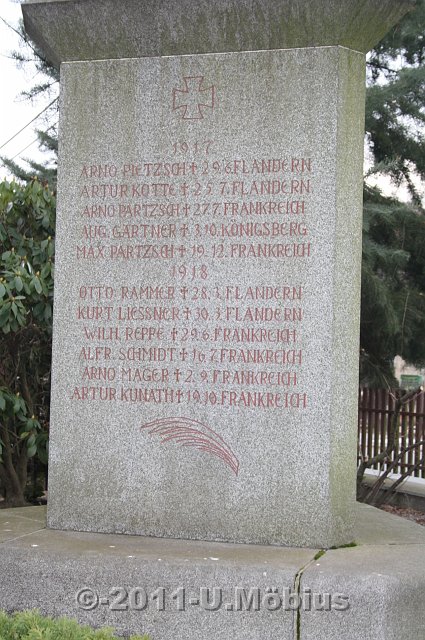 1917
ARNO PIETZSCH ✝ 29.6 FLANDERN
ARTUR KOTTE ✝ 25.7. FLANDERN
ARNO PARTZSCH ✝ 27.7. FRANKREICH
AUG. GÄRTNER ✝ 3.10. KÖNIGSBERG
MAX PARTZSCH ✝ 19.12. FRANKREICH
1918
OTTO RAMMER ✝ 28.3. FLANDERN
KURT LIESSNER ✝ 30.3. FLANDERN
WILH. REPPE ✝ 29.6. FRANKREICH
ALFR. SCHMIDT ✝ 16.7. FRANKREICH
ARNO MAGER ✝ 2.9. FRANKREICH
ARTUR KUNATH ✝ 19.10. FRANKREICH
©-2011-U.Möbius